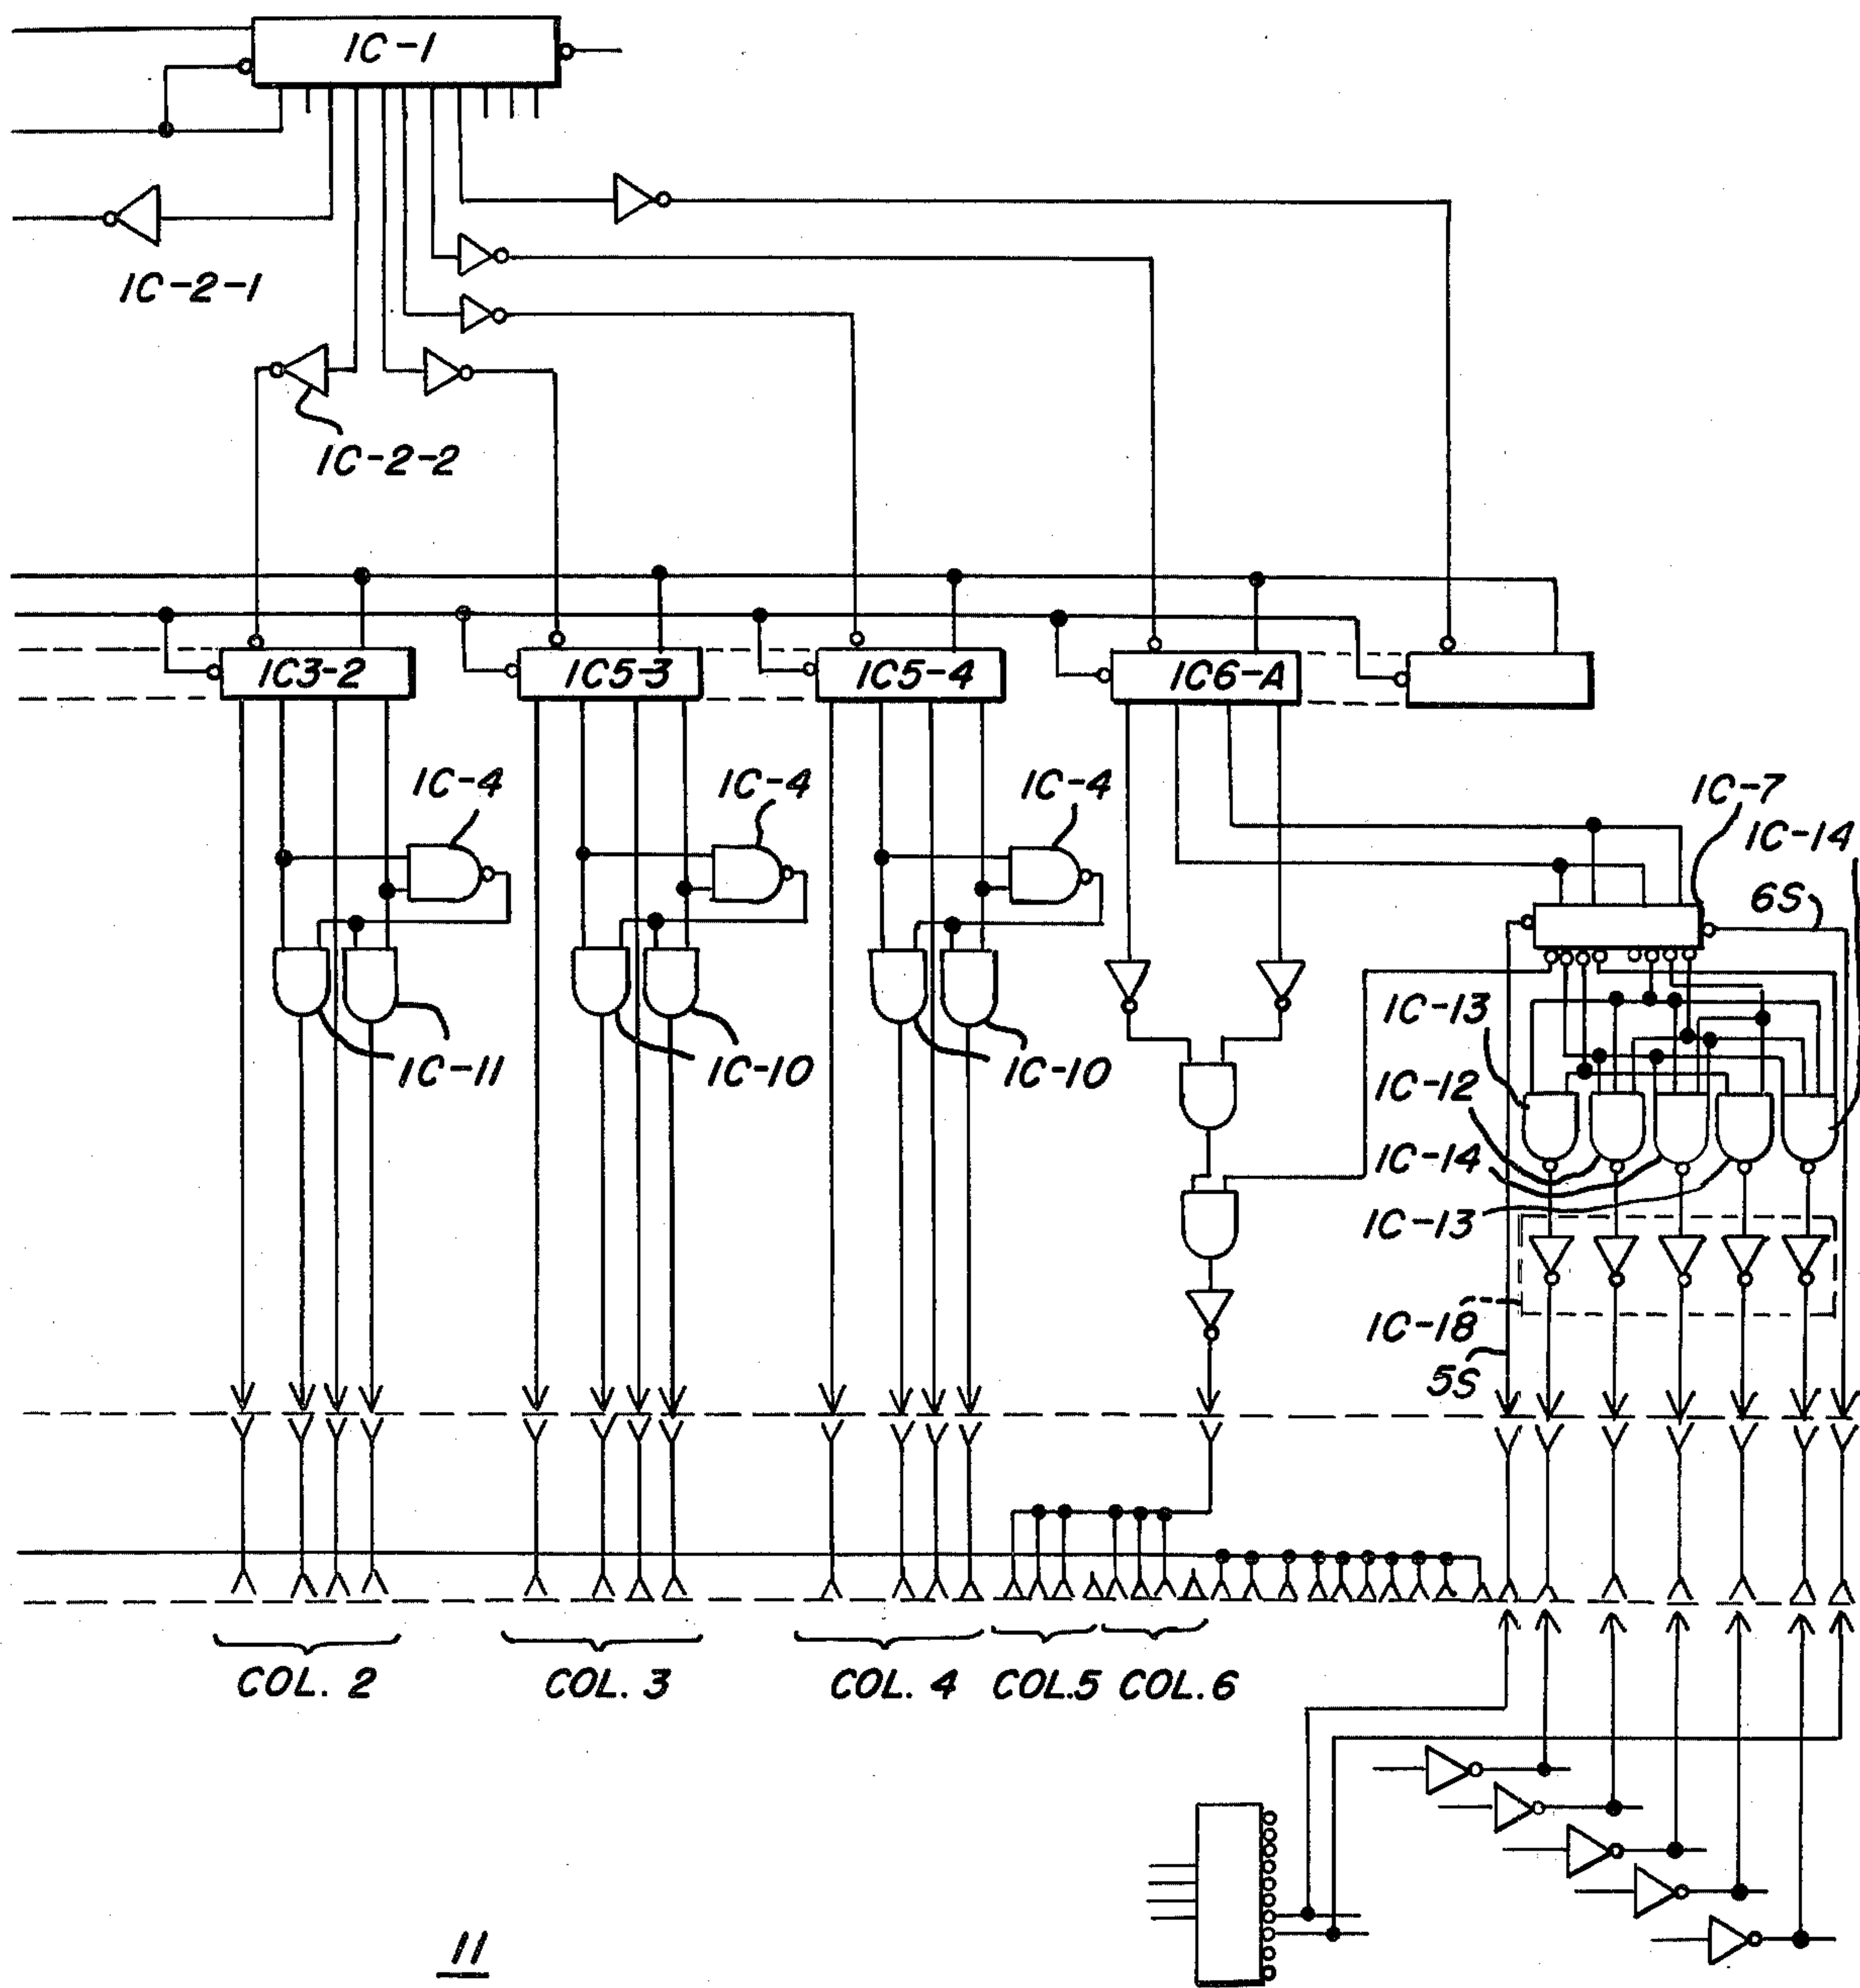 IC-1
IC-2-1
IC-2-2
IC3-2
IC5-3
IC5-4
IC6-A
IC-4
IC-4
IC-4
IC-7
IC-14
6S
IC-13
IC-11
IC-10
IC-10
IC-12
IC-14
IC-13
IC-18
5S
COL. 2
COL. 3
COL. 4
COL.5
COL.6
11